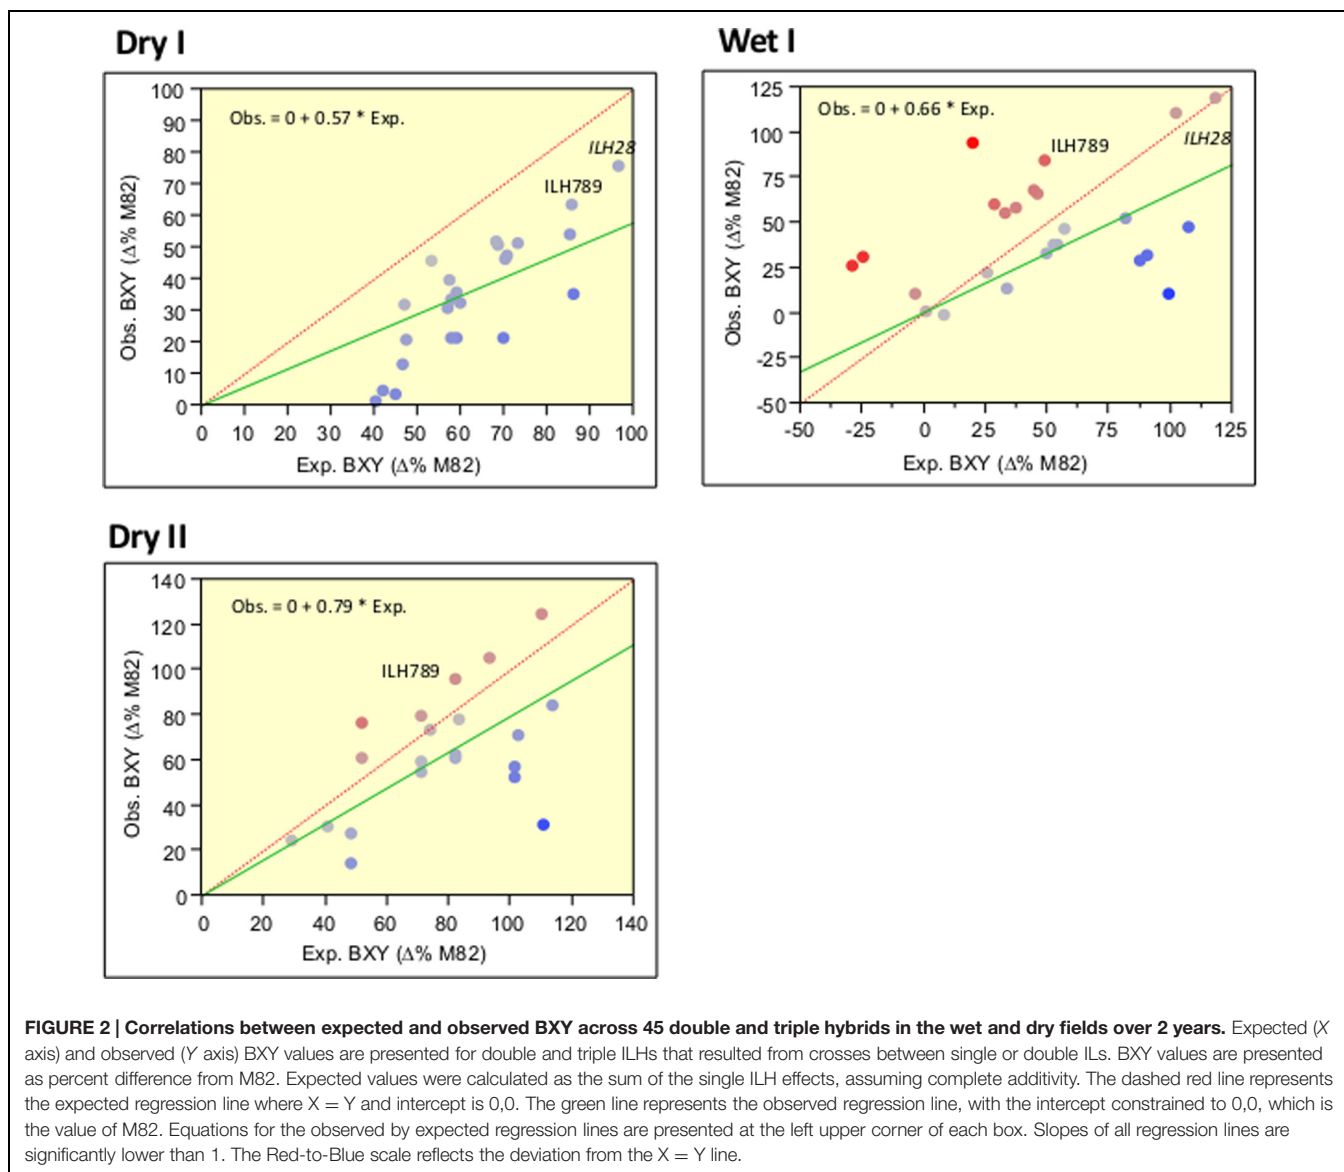 Dry I
100
90
80
70
60
50
40
30
20
10
0
Obs. BXY (Δ% M82)
Obs. = 0 + 0.57 * Exp.
ILH28
ILH789
0 10 20 30 40 50 60 70 80 90 100
Exp. BXY (Δ% M82)
Wet I
125
100
75
50
25
0
-25
-50
Obs. BXY (Δ% M82)
Obs. = 0 + 0.66 * Exp.
ILH789
ILH28
-50 -25 0 25 50 75 100 125
Exp. BXY (Δ% M82)
Dry II
140
120
100
80
60
40
20
0
Obs. BXY (Δ% M82)
Obs. = 0 + 0.79 * Exp.
ILH789
0 20 40 60 80 100 120 140
Exp. BXY (Δ% M82)
FIGURE 2 | Correlations between expected and observed BXY across 45 double and triple hybrids in the wet and dry fields over 2 years. Expected (X
axis) and observed (Y axis) BXY values are presented for double and triple ILHs that resulted from crosses between single or double ILs. BXY values are presented
as percent difference from M82. Expected values were calculated as the sum of the single ILH effects, assuming complete additivity. The dashed red line represents
the expected regression line where X = Y and intercept is 0,0. The green line represents the observed regression line, with the intercept constrained to 0,0, which is
the value of M82. Equations for the observed by expected regression lines are presented at the left upper corner of each box. Slopes of all regression lines are
significantly lower than 1. The Red-to-Blue scale reflects the deviation from the X = Y line.